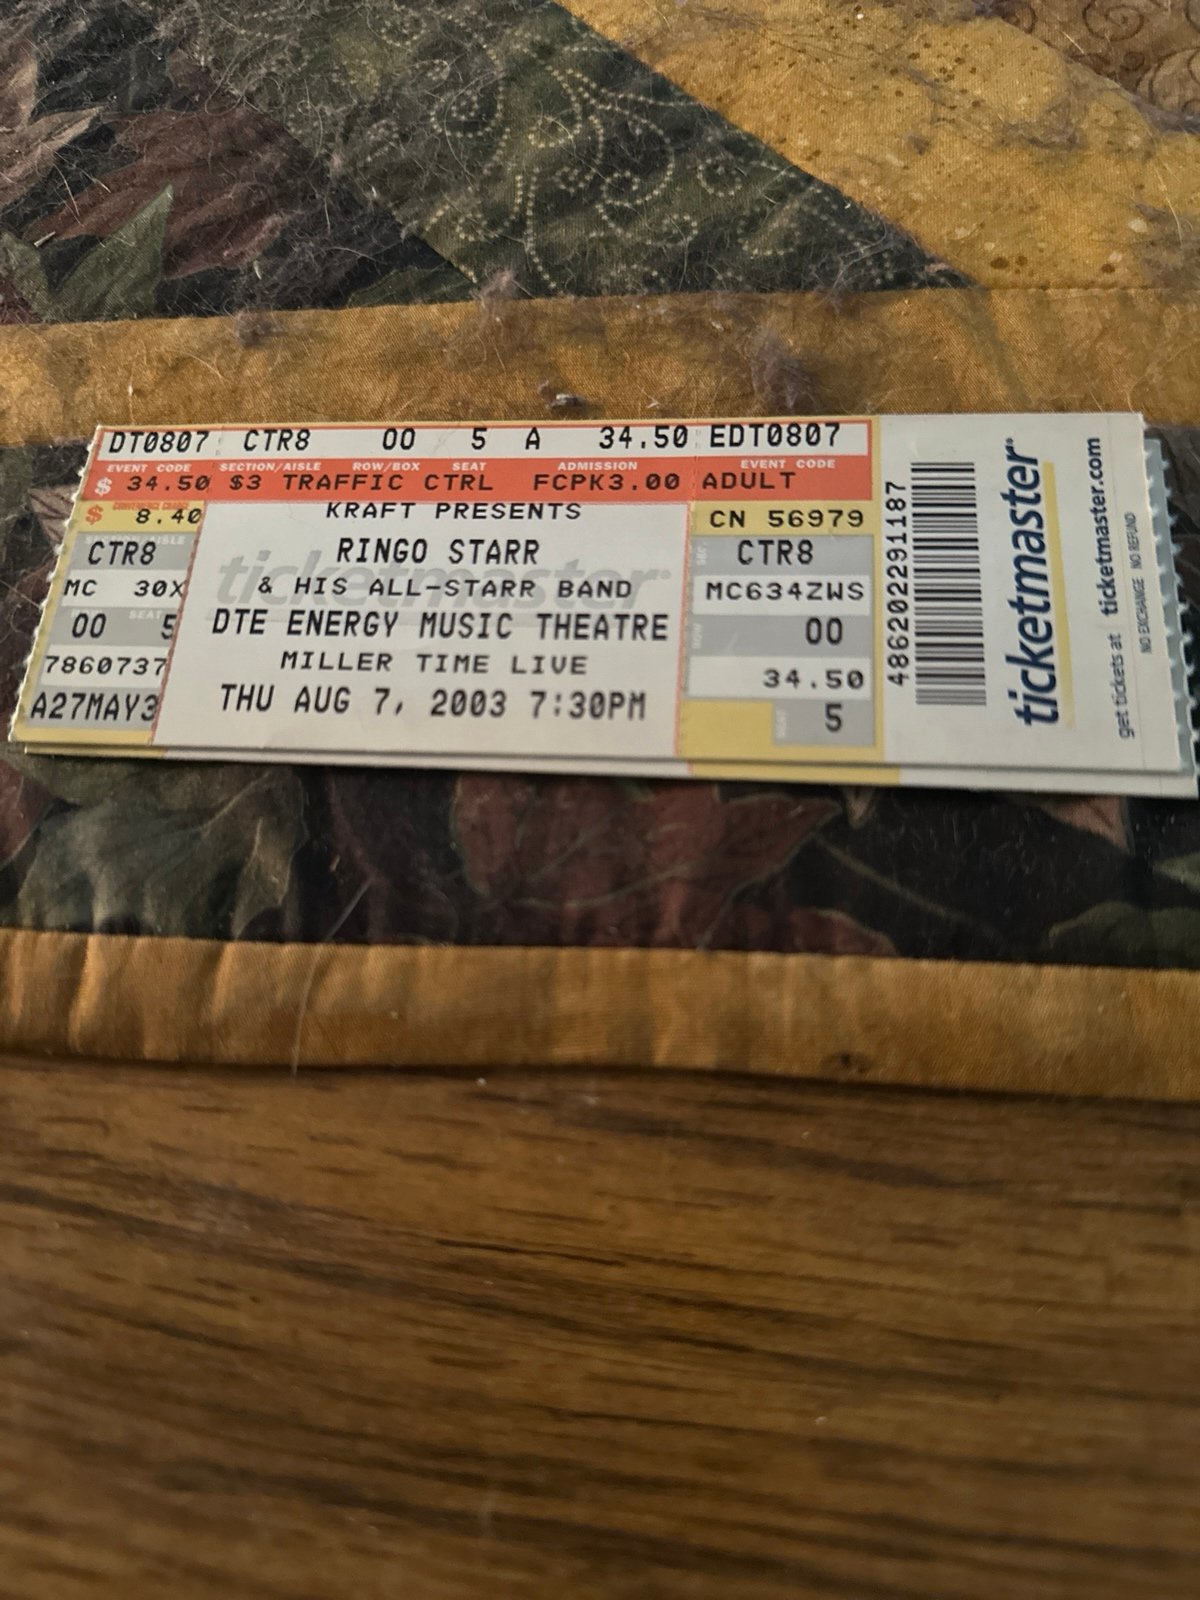 DT0807 CTR8 00 5 A 34.50 EDT0807
EVENT CODE SECTION/AISLE ROW/BOX SEAT ADMISSION EVENT CODE
$ 34.50 $3 TRAFFIC CTRL FCPK3.00 ADULT
$ 8.40
CTR8
MC 30X
00 SEAT 5
7860737
A27MAY3
KRAFT PRESENTS
ticketmaster
RINGO STARR
& HIS ALL-STARR BAND
DTE ENERGY MUSIC THEATRE
MILLER TIME LIVE
THU AUG 7, 2003 7:30PM
CN 56979
CTR8
MC634ZWS
00
34.50
5
486202291187
ticketmaster
get tickets at ticketmaster.com
NO EXCHANGE NO REFUND